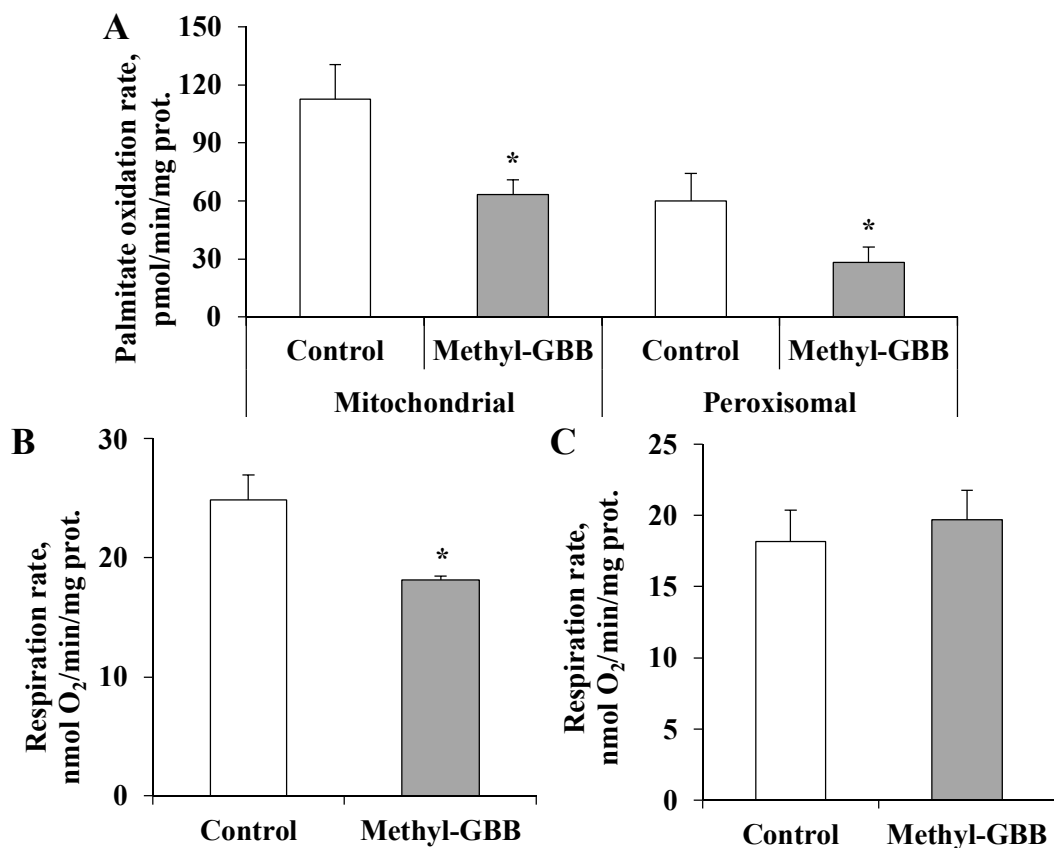 A
Palmitate oxidation rate,
pmol/min/mg prot.
150
120
90
60
30
0
*
*
Control
Methyl-GBB
Control
Methyl-GBB
Mitochondrial
Peroxisomal
B
Respiration rate,
nmol O₂/min/mg prot.
30
20
10
0
*
Control
Methyl-GBB
C
Respiration rate,
nmol O₂/min/mg prot.
25
20
15
10
5
0
Control
Methyl-GBB